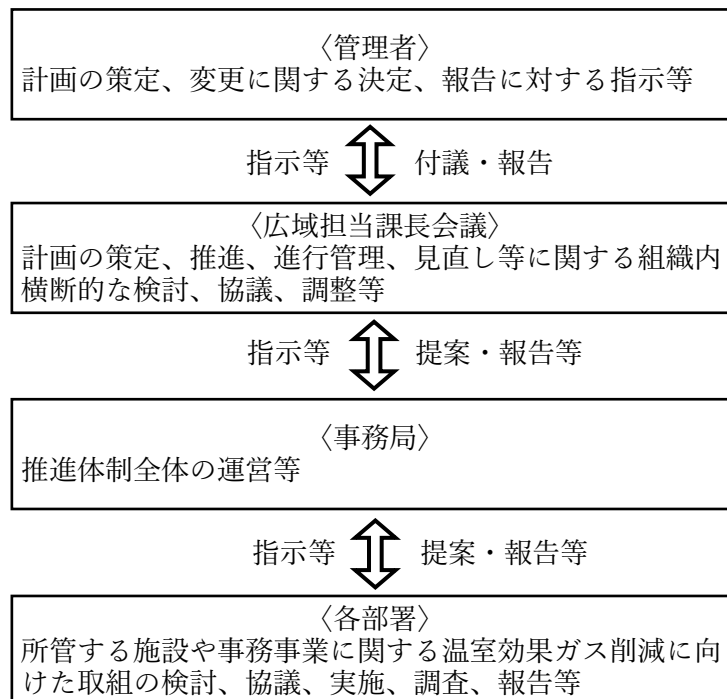 〈管理者〉
計画の策定、変更に関する決定、報告に対する指示等
指示等 付議・報告
〈広域担当課長会議〉
計画の策定、推進、進行管理、見直し等に関する組織内
横断的な検討、協議、調整等
指示等 提案・報告等
〈事務局〉
推進体制全体の運営等
指示等 提案・報告等
〈各部署〉
所管する施設や事務事業に関する温室効果ガス削減に向
けた取組の検討、協議、実施、調査、報告等